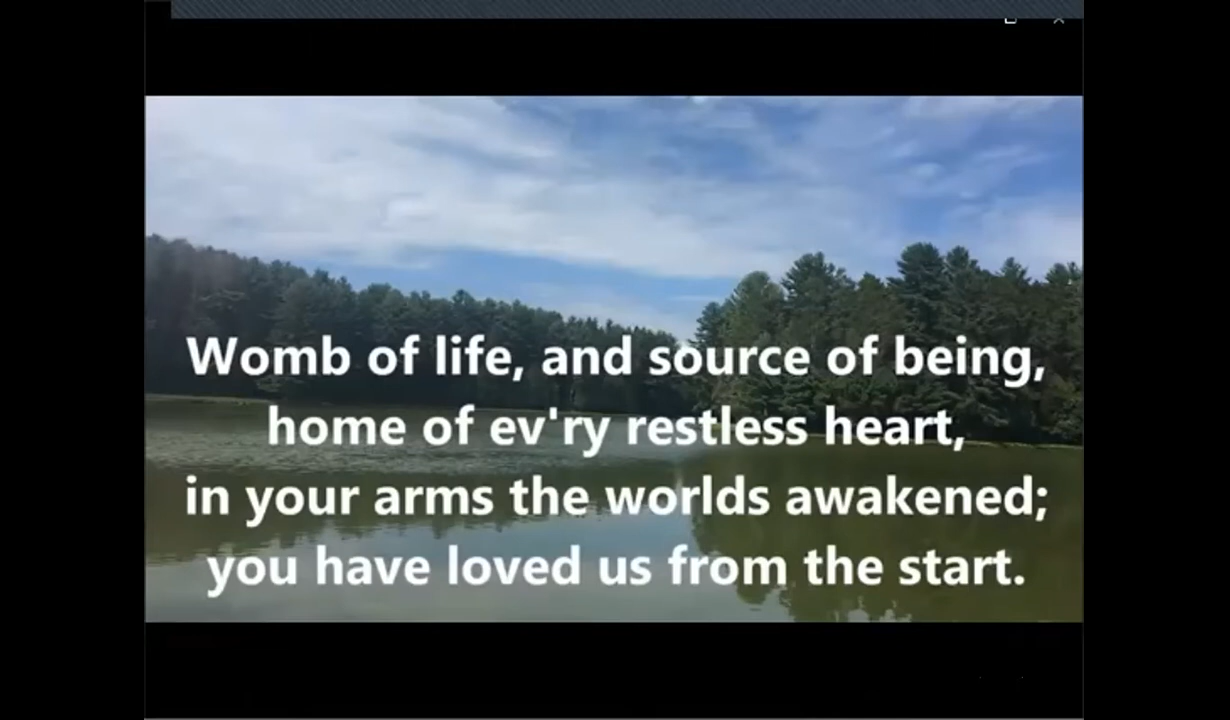 Womb of life, and source of being,
home of ev'ry restless heart,
in your arms the worlds awakened;
you have loved us from the start.